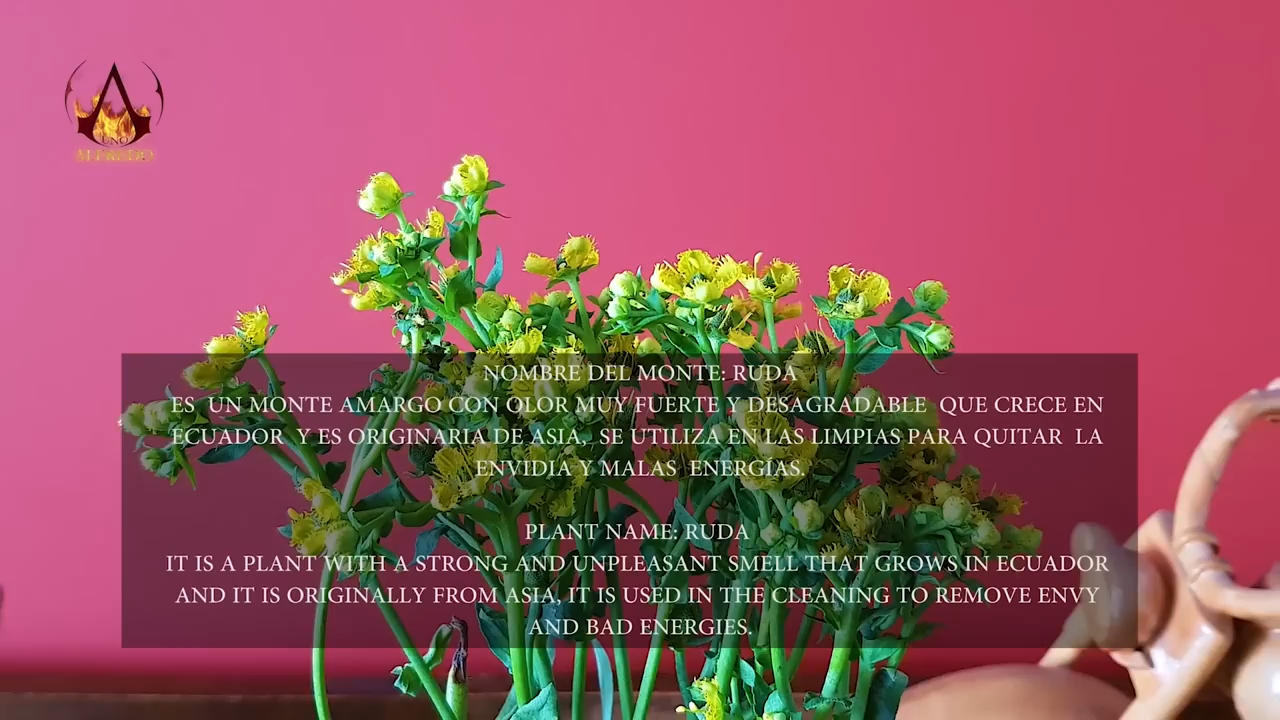 UNO
ALFREDO
NOMBRE DEL MONTE: RUDA
ES UN MONTE AMARGO CON OLOR MUY FUERTE Y DESAGRADABLE QUE CRECE EN
ECUADOR Y ES ORIGINARIA DE ASIA, SE UTILIZA EN LAS LIMPIAS PARA QUITAR LA
ENVIDIA Y MALAS ENERGÍAS.
PLANT NAME: RUDA
IT IS A PLANT WITH A STRONG AND UNPLEASANT SMELL THAT GROWS IN ECUADOR
AND IT IS ORIGINALLY FROM ASIA, IT IS USED IN THE CLEANING TO REMOVE ENVY
AND BAD ENERGIES.